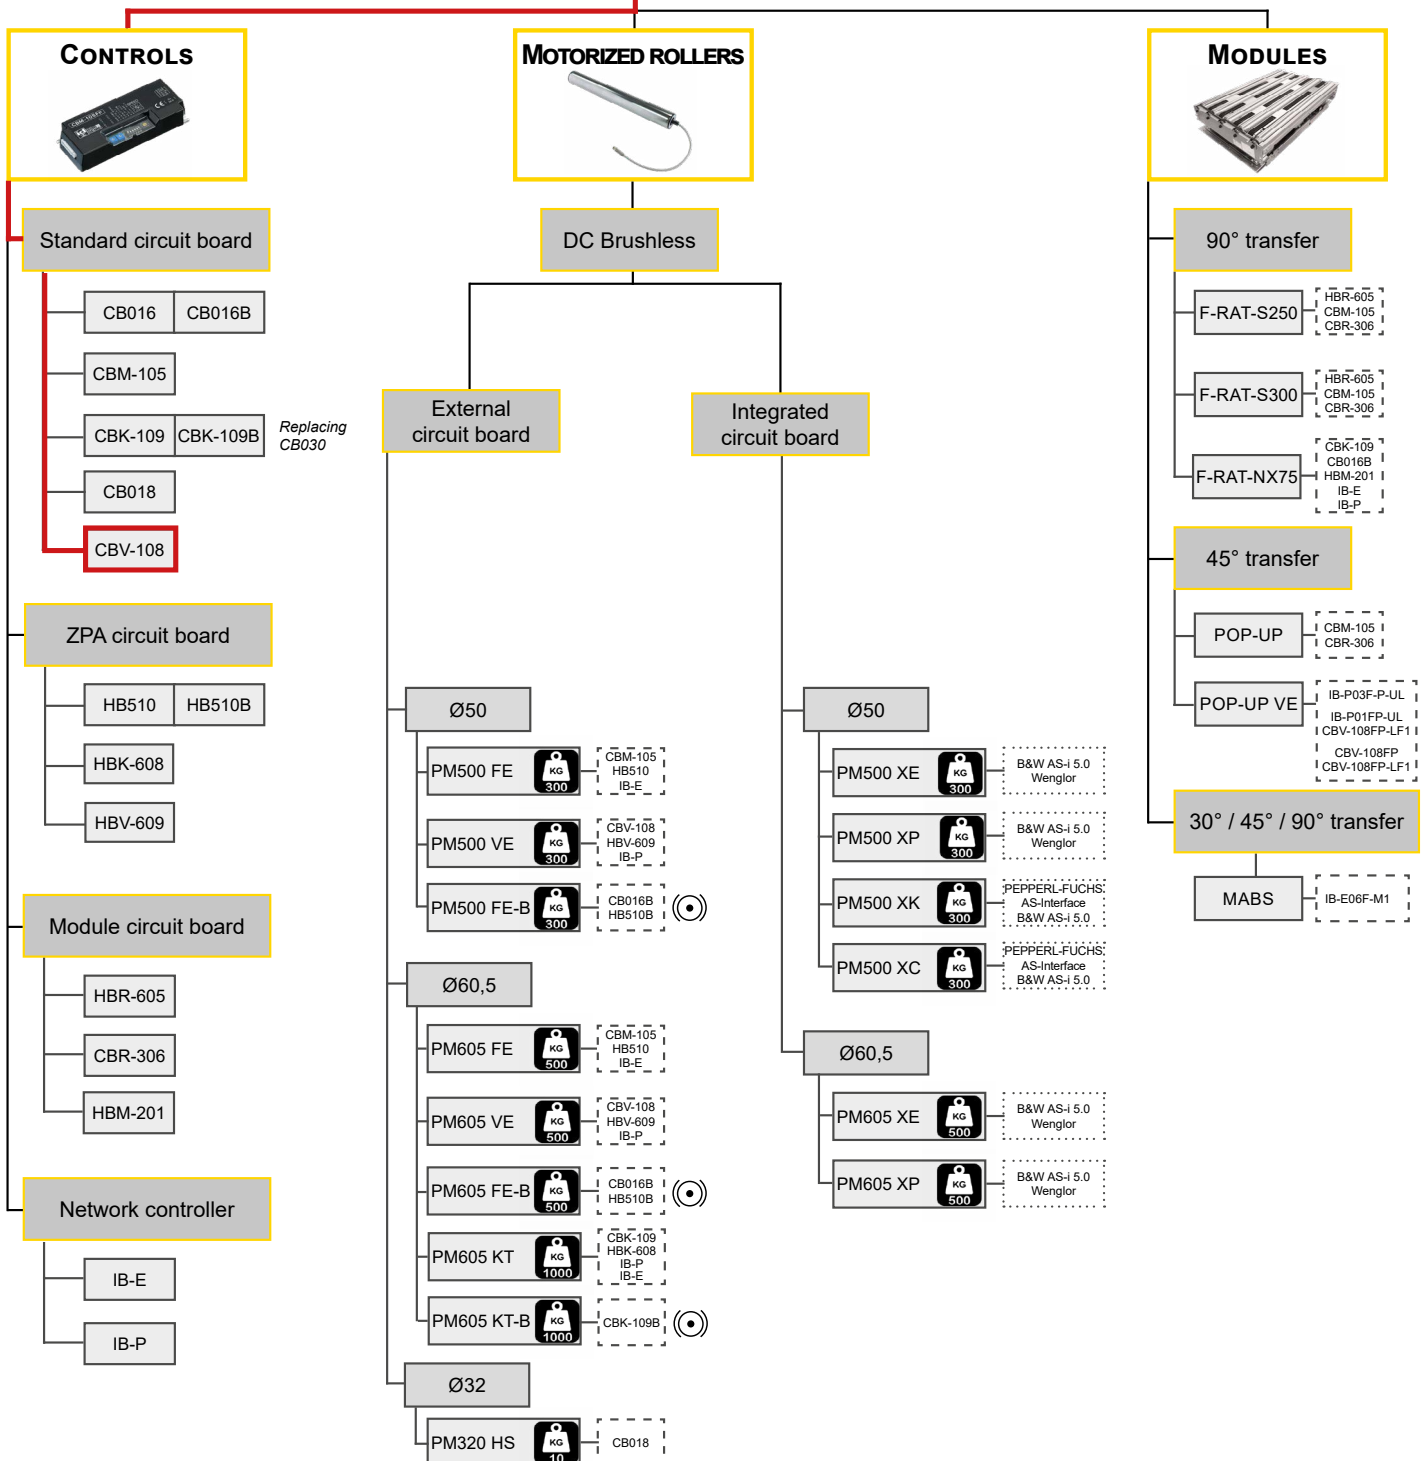 CONTROLS
CBM-105FP
Standard circuit board
CB016
CB016B
CBM-105
CBK-109
CBK-109B
Replacing
CB030
CB018
CBV-108
ZPA circuit board
HB510
HB510B
HBK-608
HBV-609
Module circuit board
HBR-605
CBR-306
HBM-201
Network controller
IB-E
IB-P
MOTORIZED ROLLERS
DC Brushless
External
circuit board
Ø50
PM500 FE
KG
300
CBM-105
HB510
IB-E
PM500 VE
KG
300
CBV-108
HBV-609
IB-P
PM500 FE-B
KG
300
CB016B
HB510B
Ø60,5
PM605 FE
KG
500
CBM-105
HB510
IB-E
PM605 VE
KG
500
CBV-108
HBV-609
IB-P
PM605 FE-B
KG
500
CB016B
HB510B
PM605 KT
KG
1000
CBK-109
HBK-608
IB-P
IB-E
PM605 KT-B
KG
1000
CBK-109B
Ø32
PM320 HS
KG
10
CB018
Integrated
circuit board
Ø50
PM500 XE
KG
300
B&W AS-i 5.0
Wenglor
PM500 XP
KG
300
B&W AS-i 5.0
Wenglor
PM500 XK
KG
300
PEPPERL-FUCHS
AS-Interface
B&W AS-i 5.0
PM500 XC
KG
300
PEPPERL-FUCHS
AS-Interface
B&W AS-i 5.0
Ø60,5
PM605 XE
KG
500
B&W AS-i 5.0
Wenglor
PM605 XP
KG
500
B&W AS-i 5.0
Wenglor
MODULES
90° transfer
F-RAT-S250
HBR-605
CBM-105
CBR-306
F-RAT-S300
HBR-605
CBM-105
CBR-306
F-RAT-NX75
CBK-109
CB016B
HBM-201
IB-E
IB-P
45° transfer
POP-UP
CBM-105
CBR-306
POP-UP VE
IB-P03F-P-UL
IB-P01FP-UL
CBV-108FP-LF1
CBV-108FP
CBV-108FP-LF1
30° / 45° / 90° transfer
MABS
IB-E06F-M1